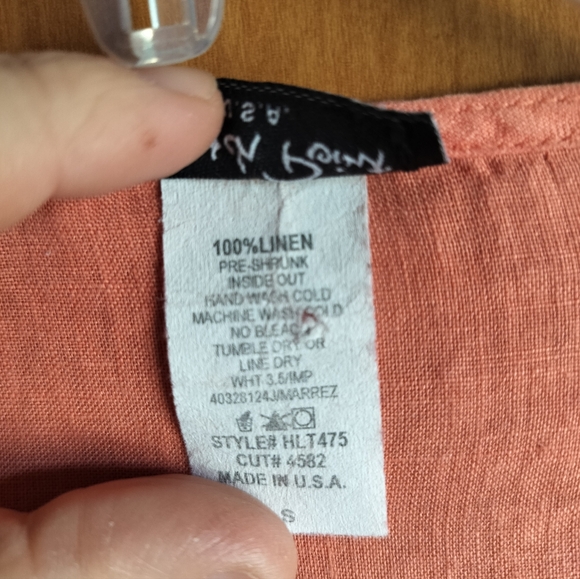 100%LINEN
PRE-SHRUNK
INSIDE OUT
HAND WASH COLD
MACHINE WASH COLD
NO BLEACH
TUMBLE DRY OR
LINE DRY
WHT 3.5/IMP
STYLE# HLT475
CUT# 4582
MADE IN U.S.A.
S